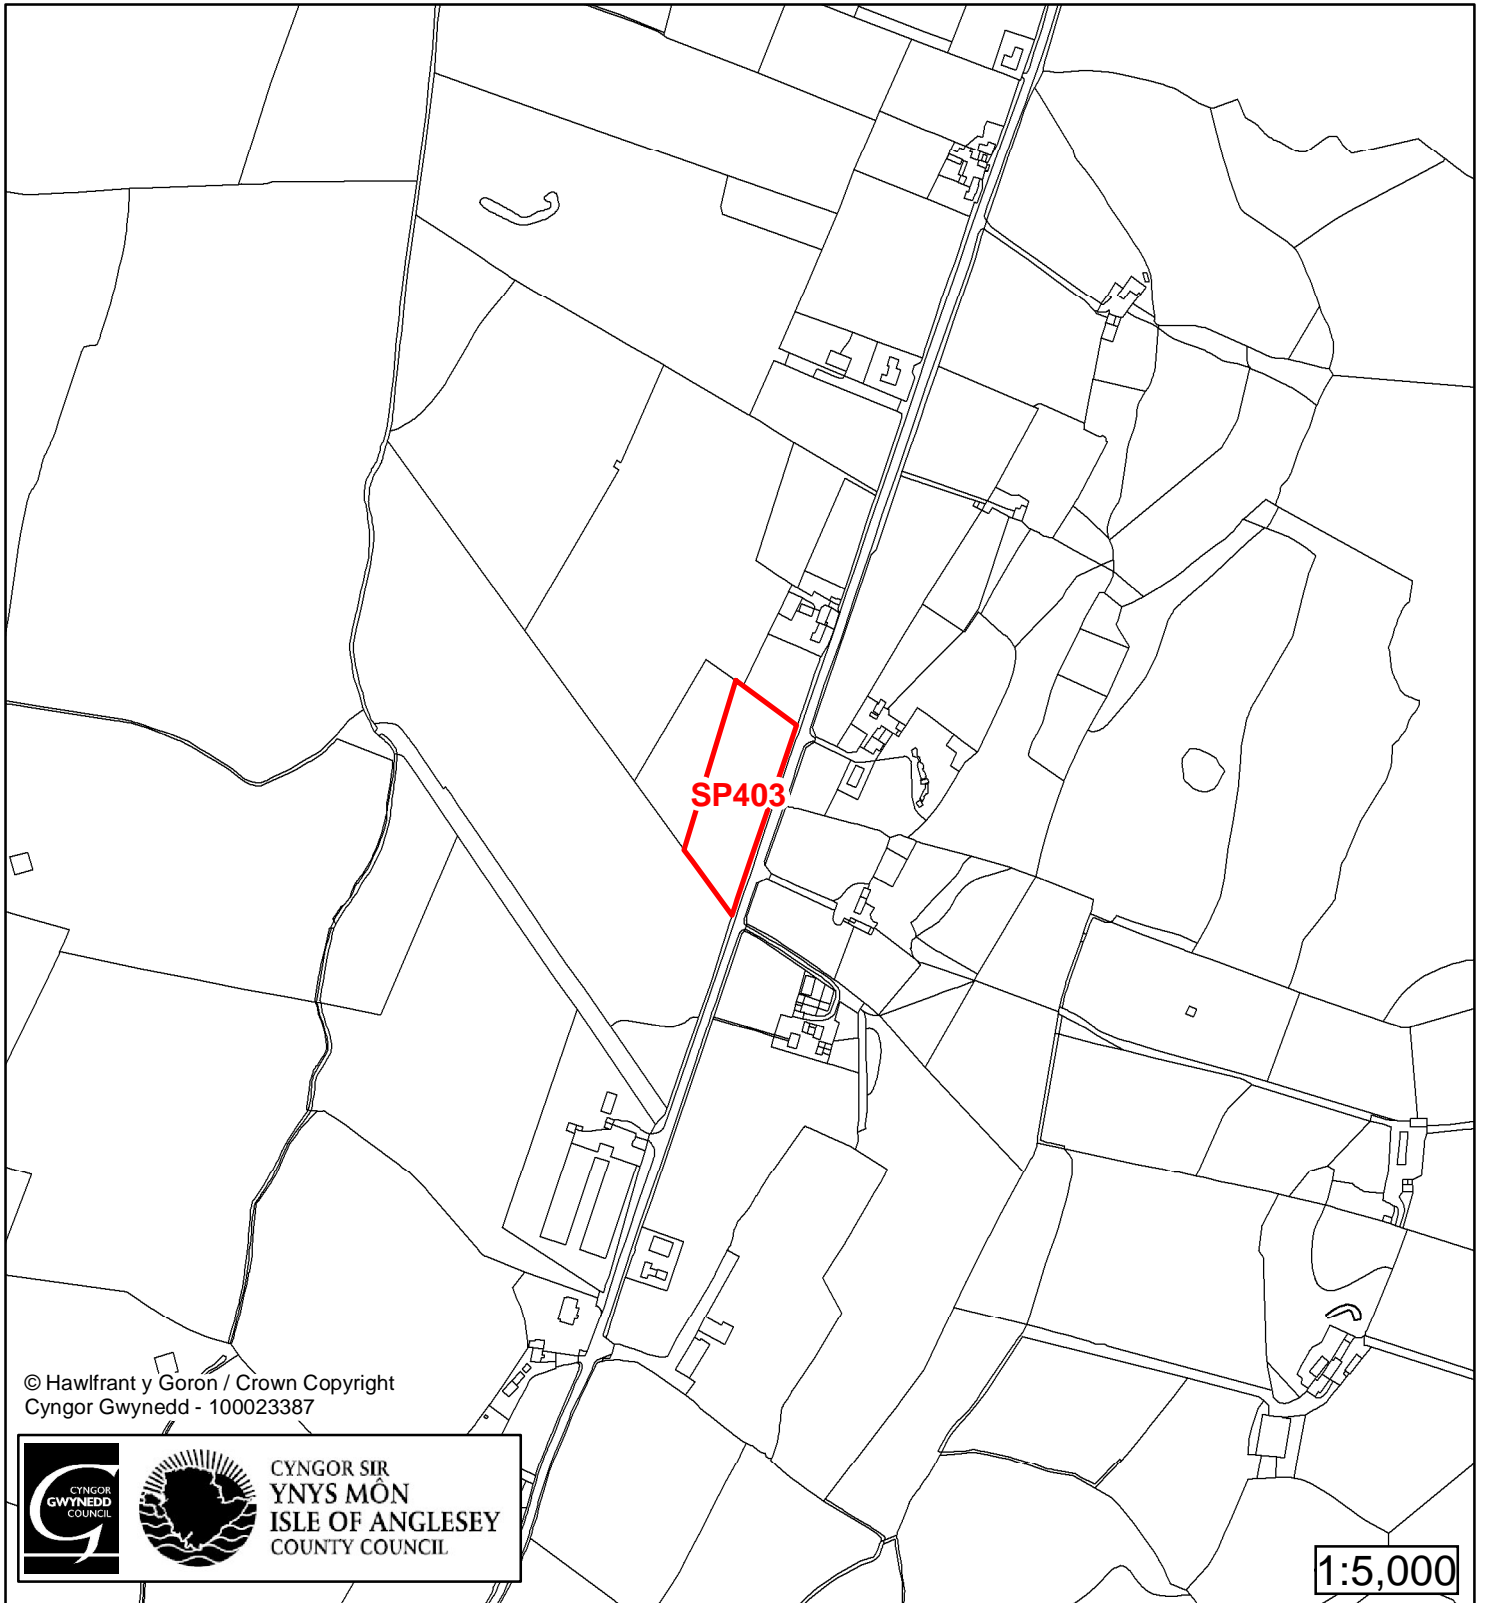 SP403
© Hawlfraint y Goron / Crown Copyright
Cyngor Gwynedd - 100023387
CYNGOR
GWYNEDD
COUNCIL
CYNGOR SIR
YNYS MÔN
ISLE OF ANGLESEY
COUNTY COUNCIL
1:5,000